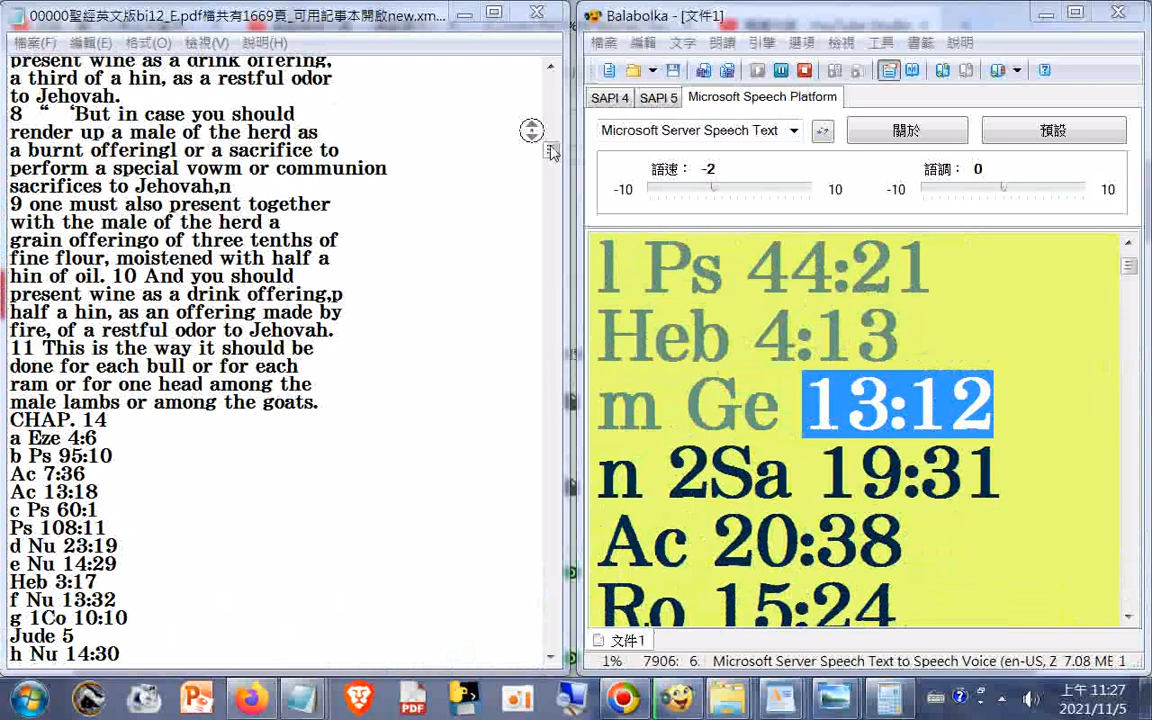 00000聖經英文版bi12_E.pdf檔共有1669頁_可用記事本開啟new.xm...
檔案(F) 編輯(E) 格式(O) 檢視(V) 說明(H)
present wine as a drink offering,
a third of a hin, as a restful odor
to Jehovah.
8 “ ‘But in case you should
render up a male of the herd as
a burnt offeringl or a sacrifice to
perform a special vowm or communion
sacrifices to Jehovah,n
9 one must also present together
with the male of the herd a
grain offeringo of three tenths of
fine flour, moistened with half a
hin of oil. 10 And you should
present wine as a drink offering,p
half a hin, as an offering made by
fire, of a restful odor to Jehovah.
11 This is the way it should be
done for each bull or for each
ram or for one head among the
male lambs or among the goats.
CHAP. 14
a Eze 4:6
b Ps 95:10
Ac 7:36
Ac 13:18
c Ps 60:1
Ps 108:11
d Nu 23:19
e Nu 14:29
Heb 3:17
f Nu 13:32
g 1Co 10:10
Jude 5
h Nu 14:30
Balabolka - [文件1]
檔案 編輯 文字 朗讀 引擎 選項 檢視 工具 書籤 說明
SAPI 4 SAPI 5 Microsoft Speech Platform
Microsoft Server Speech Text 關於 預設
語速: -2 語調: 0
-10 10 -10 10
l Ps 44:21
Heb 4:13
m Ge 13:12
n 2Sa 19:31
Ac 20:38
Ro 15:24
文件1
1% 7906: 6. Microsoft Server Speech Text to Speech Voice (en-US, Z 7.08 ME 1
上午 11:27
2021/11/5